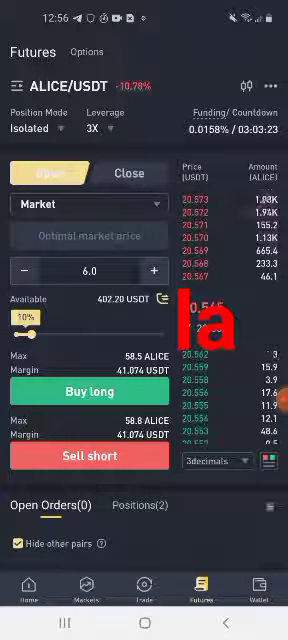 12:56
Futures Options
ALICE/USDT -10.78%
Position Mode Leverage Funding/ Countdown
Isolated 3X 0.0158% / 03:03:23
Open Close
Price Amount
(USDT) (ALICE)
Market
20.573 1.98K
20.572 1.94K
20.571 155.2
Optimal market price
20.570 1.13K
20.569 665.4
20.568 233.3
20.567 46.1
− 6.0 +
Available 402.20 USDT
10%
la
Max 58.5 ALICE
Margin 41.074 USDT
20.562 3
20.559 15.9
20.558 3.9
Buy long
20.556 17.6
20.555 11.9
20.554 12.1
20.553 48.6
Max 58.8 ALICE
Margin 41.074 USDT
Sell short
3decimals
Open Orders(0) Positions(2)
Hide other pairs
Home Markets Trade Futures Wallet